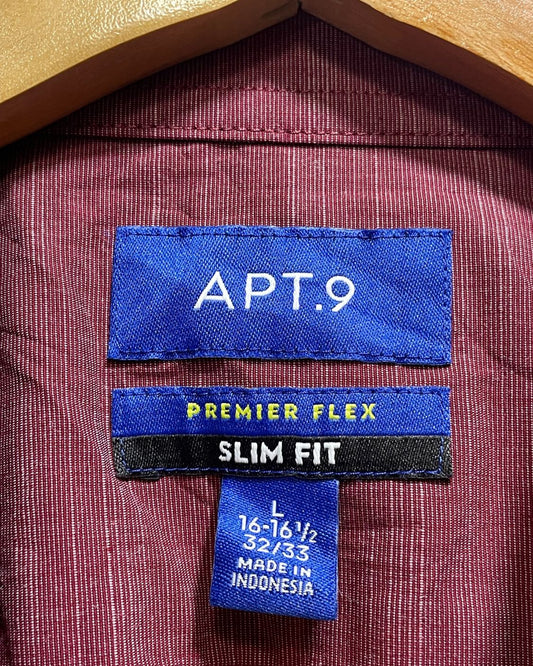 APT.9
PREMIER FLEX
SLIM FIT
L
16-16½
32/33
MADE IN
INDONESIA